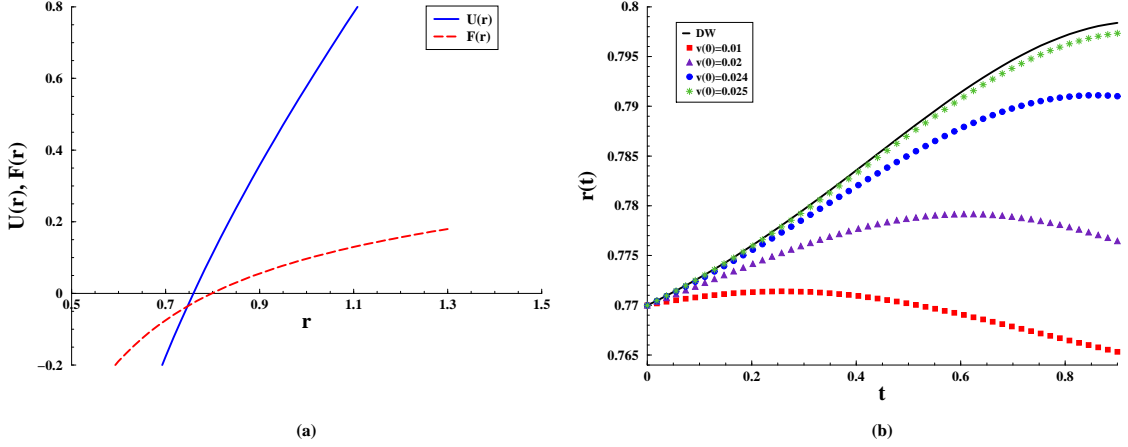 0.8
0.6
0.4
0.2
0
−0.2
U(r), F(r)
0.5
0.7
0.9
1.1
1.3
1.5
r
U(r)
F(r)
(a)
0.8
0.795
0.79
0.785
0.78
0.775
0.77
0.765
r(t)
0
0.2
0.4
0.6
0.8
t
DW
v(0)=0.01
v(0)=0.02
v(0)=0.024
v(0)=0.025
(b)